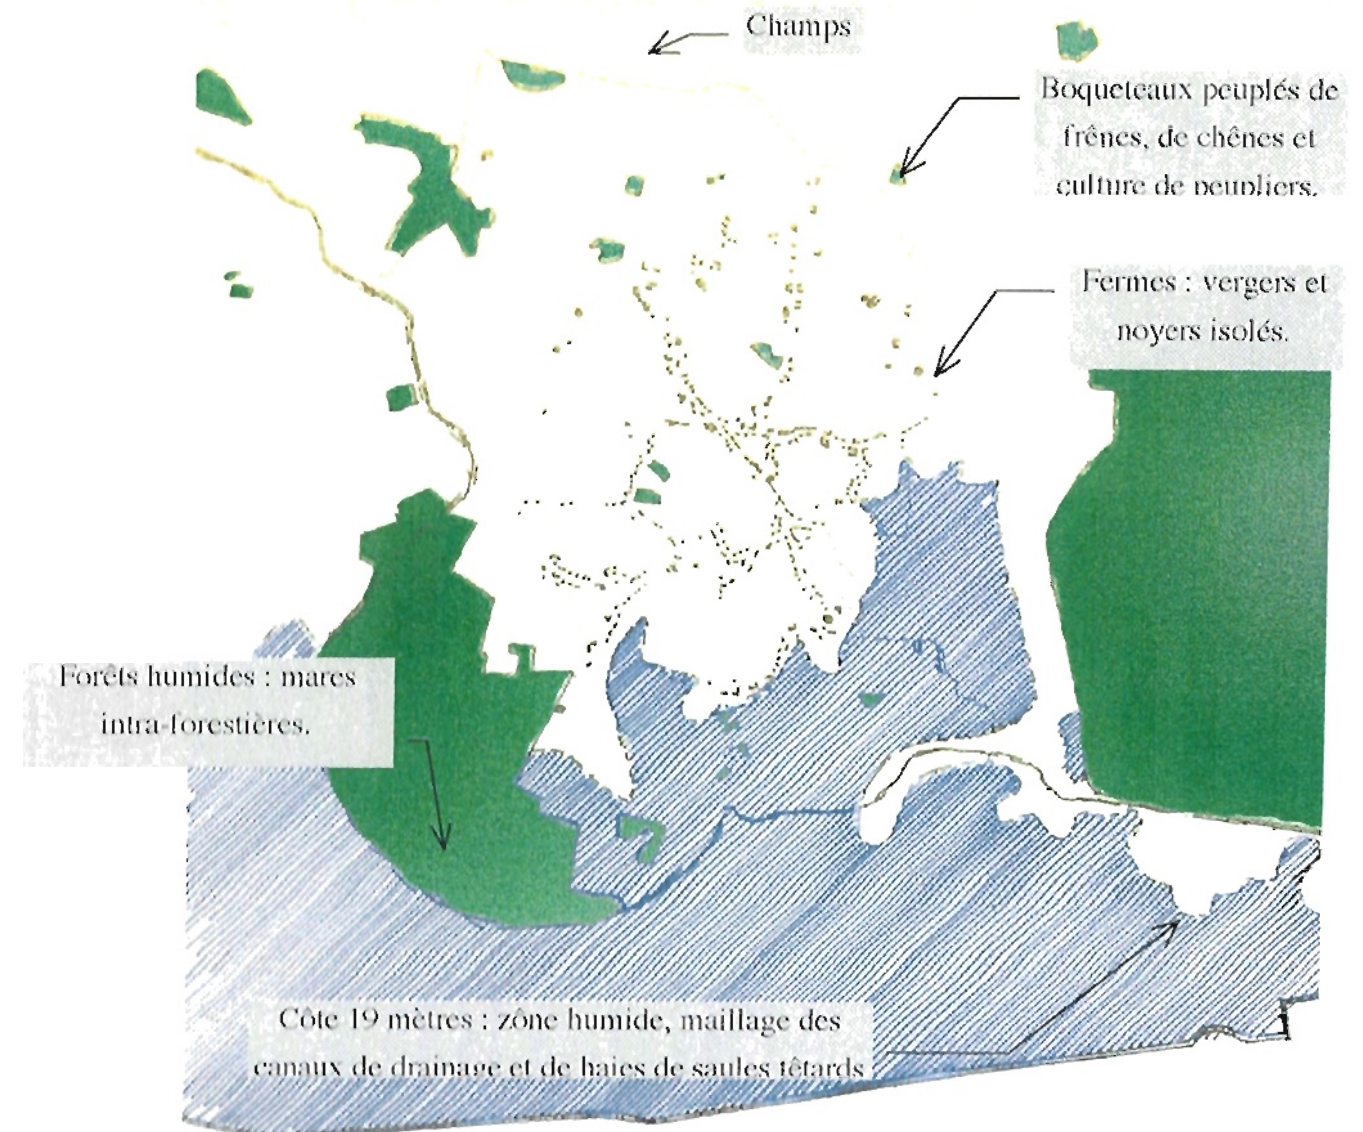 Champs
Boqueteaux peuplés de
frênes, de chênes et
culture de peupliers.
Fermes : vergers et
noyers isolés.
Forêts humides : mares
intra-forestières.
Côte 19 mètres : zône humide, maillage des
canaux de drainage et de haies de saules têtards